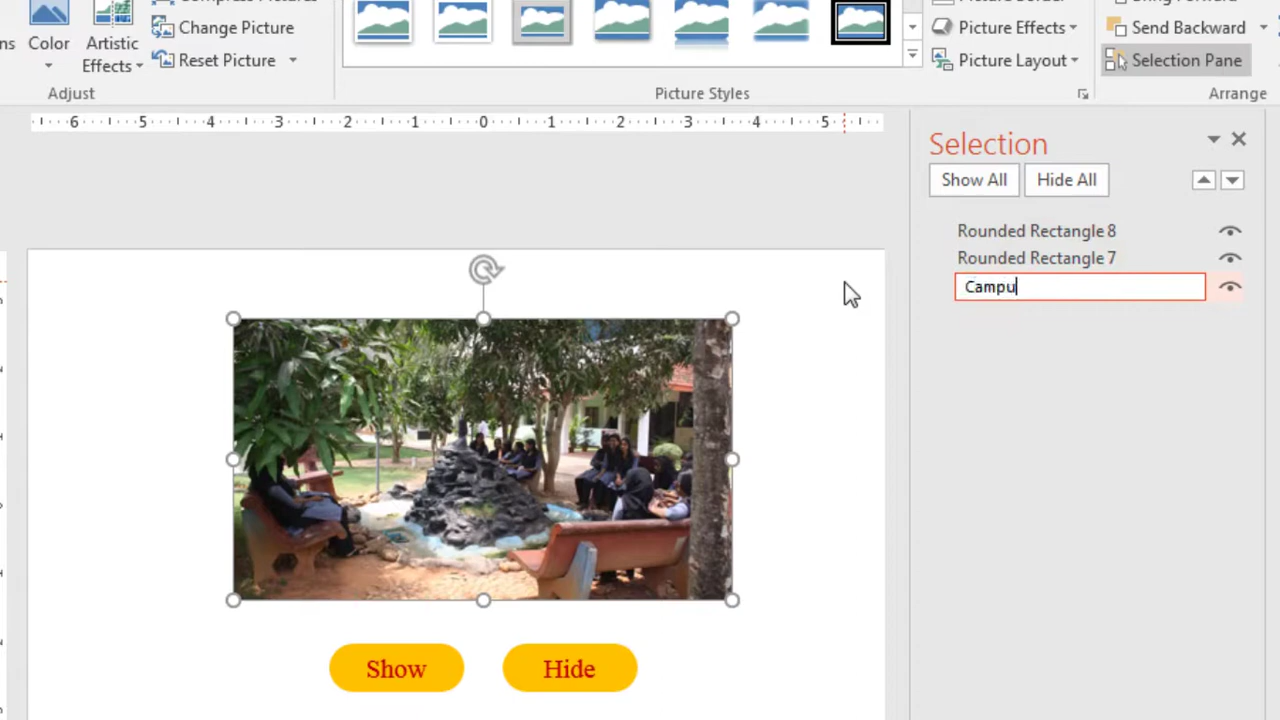 Color
Artistic
Effects
Change Picture
Reset Picture
Adjust
Picture Styles
Picture Effects
Picture Layout
Send Backward
Selection Pane
Arrange
6 5 4 3 2 1 0 1 2 3 4 5
Selection
Show All Hide All
Rounded Rectangle 8
Rounded Rectangle 7
Campu
Show Hide